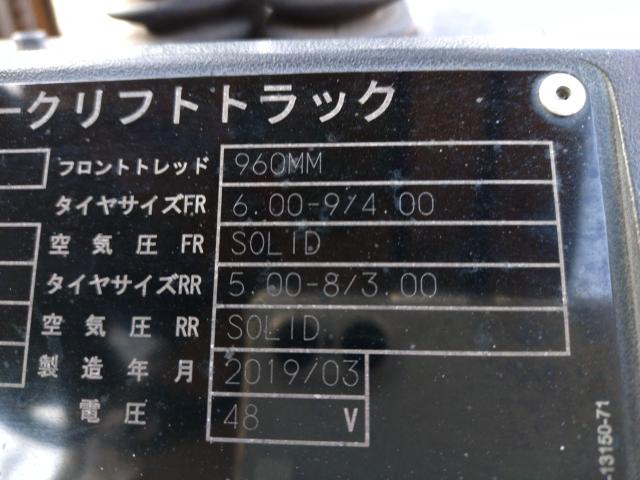 ークリフトトラック
フロントトレッド 960MM
タイヤサイズFR 6.00-9/4.00
空気圧 FR SOLID
タイヤサイズRR 5.00-8/3.00
空気圧 RR SOLID
製造年月 2019/03
電圧 48 V
-13150-71